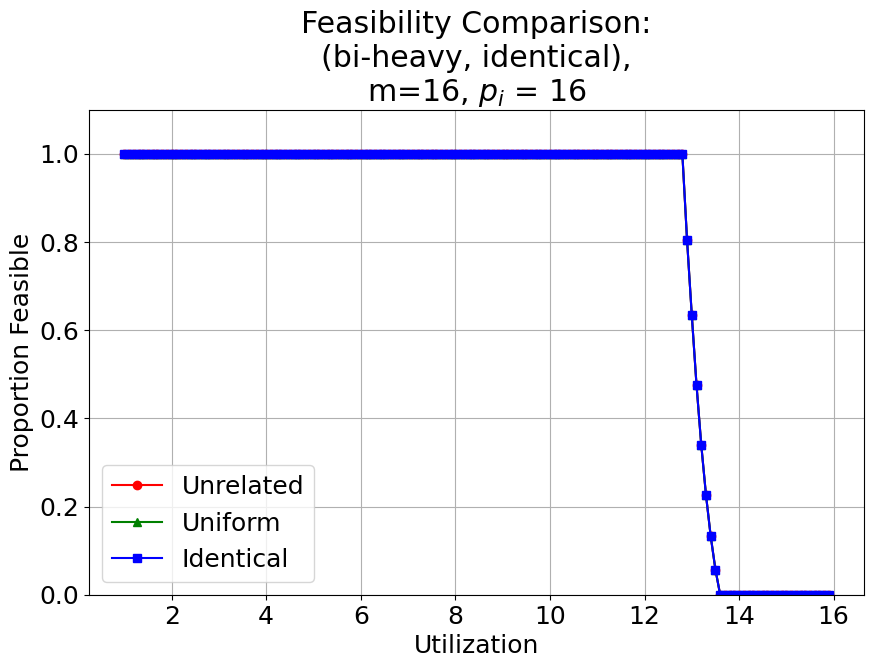 Feasibility Comparison:
(bi-heavy, identical),
m=16, $p_i$ = 16
Proportion Feasible
1.0
0.8
0.6
0.4
0.2
0.0
Unrelated
Uniform
Identical
2 4 6 8 10 12 14 16
Utilization